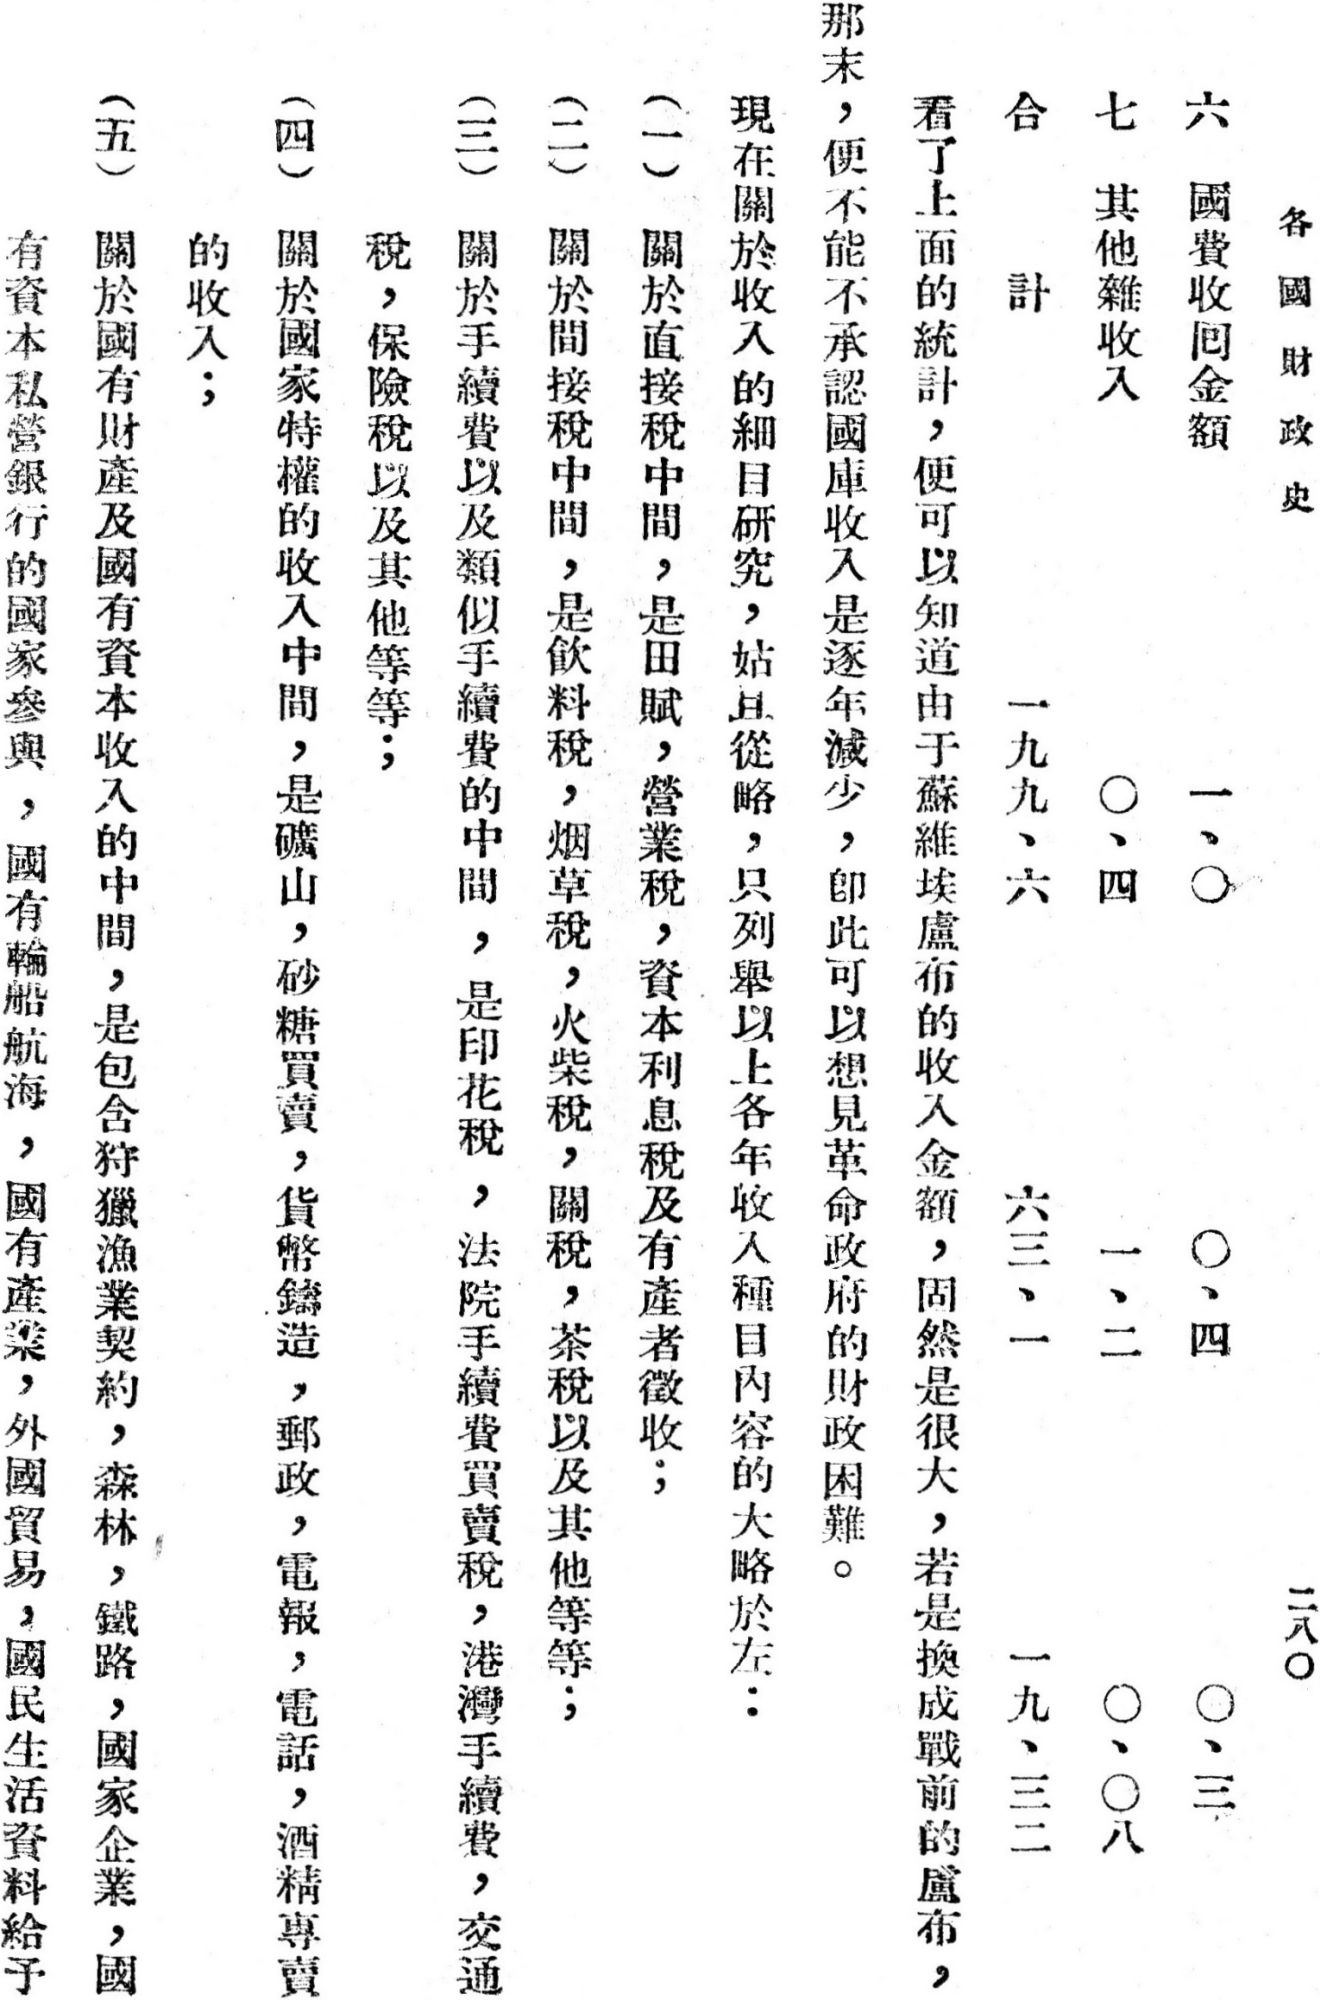 各國財政史
二八〇
六　國費收囘金額　一、〇　〇、四　〇、三
七　其他雜收入　〇、四　一、二　〇、〇八
合　計　一九九、六　六三、一　一九、三二
看了上面的統計，便可以知道由于蘇維埃盧布的收入金額，固然是很大，若是換成戰前的盧布，
那末，便不能不承認國庫收入是逐年減少，卽此可以想見革命政府的財政困難。
現在關於收入的細目研究，姑且從略，只列舉以上各年收入種目內容的大略於左：
（一）　關於直接稅中間，是田賦，營業稅，資本利息稅及有產者徵收；
（二）　關於間接稅中間，是飮料稅，烟草稅，火柴稅，關稅，茶稅以及其他等等；
（三）　關於手續費以及類似手續費的中間，是印花稅，法院手續費買賣稅，港灣手續費，交通
稅，保險稅以及其他等等；
（四）　關於國家特權的收入中間，是礦山，砂糖買賣，貨幣鑄造，郵政，電報，電話，酒精專賣
的收入；
（五）　關於國有財產及國有資本收入的中間，是包含狩獵漁業契約，森林，鐵路，國家企業，國
有資本私營銀行的國家參與，國有輪船航海，國有產業，外國貿易，國民生活資料給予